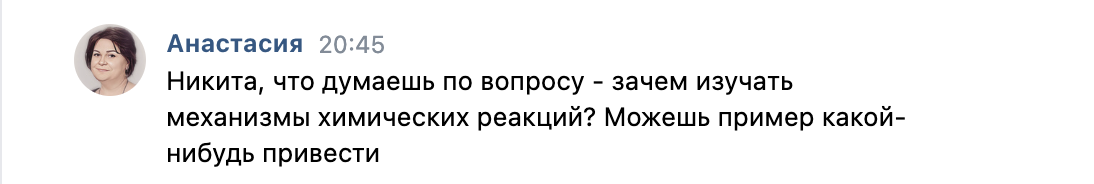 Анастасия 20:45
Никита, что думаешь по вопросу - зачем изучать
механизмы химических реакций? Можешь пример какой-
нибудь привести